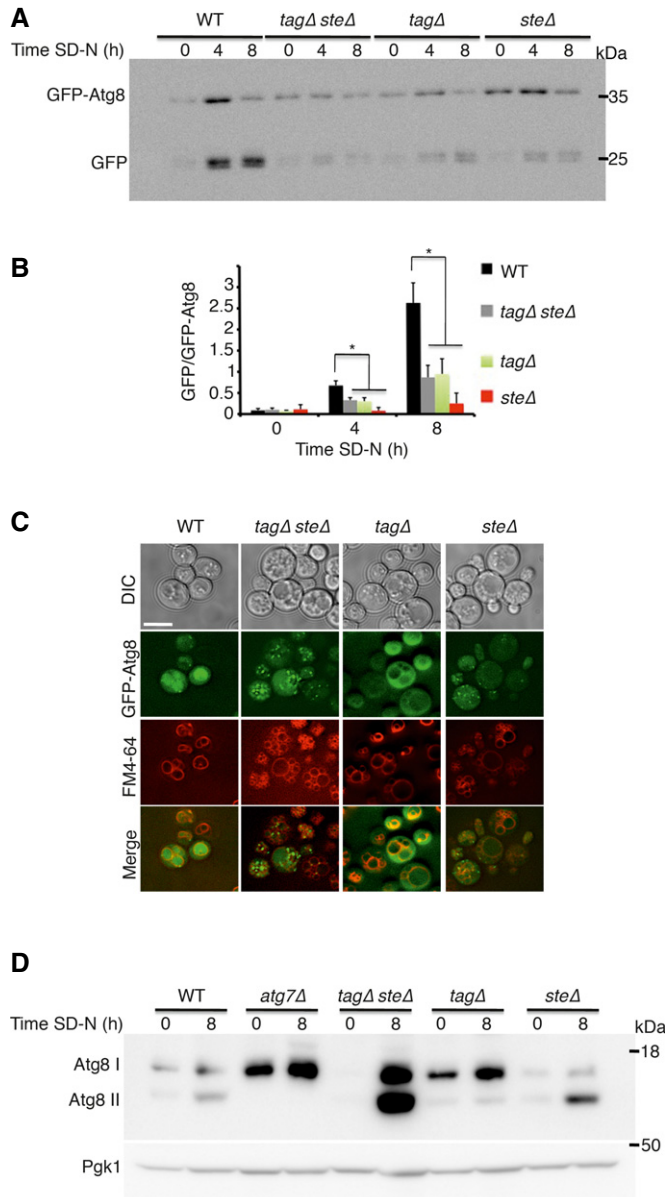 A
WT tagΔ steΔ tagΔ steΔ
Time SD-N (h) 0 4 8 0 4 8 0 4 8 0 4 8 kDa
GFP-Atg8 35
GFP 25
B
GFP/GFP-Atg8
3
2.5
2
1.5
1
0.5
0
* *
0 4 8
Time SD-N (h)
WT
tagΔ steΔ
tagΔ
steΔ
C
WT tagΔ steΔ tagΔ steΔ
DIC
GFP-Atg8
FM4-64
Merge
D
WT atg7Δ tagΔ steΔ tagΔ steΔ
Time SD-N (h) 0 8 0 8 0 8 0 8 0 8 kDa
Atg8 I 18
Atg8 II
50
Pgk1